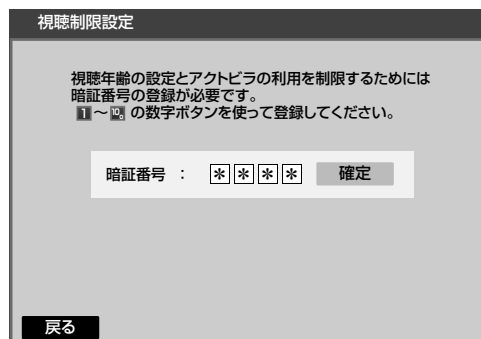 視聴制限設定
視聴年齢の設定とアクトビラの利用を制限するためには
暗証番号の登録が必要です。
1～10 の数字ボタンを使って登録してください。
暗証番号 ： ＊＊＊＊ 確定
戻る